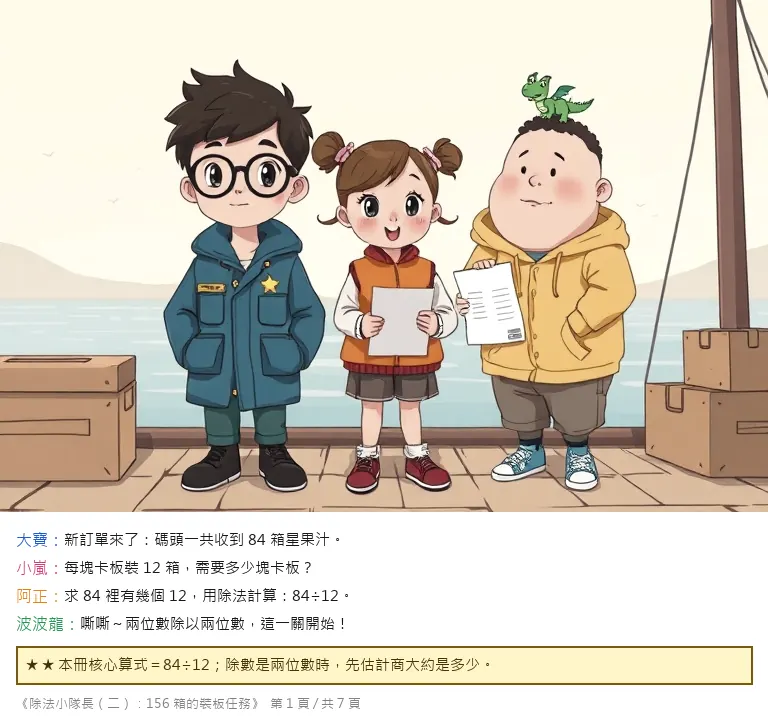 大寶：新訂單來了：碼頭一共收到 84 箱星果汁。
小嵐：每塊卡板裝 12 箱，需要多少塊卡板？
阿正：求 84 裡有幾個 12，用除法計算：84÷12。
波波龍：嘶嘶～兩位數除以兩位數，這一關開始！
★★本冊核心算式＝84÷12；除數是兩位數時，先估計商大約是多少。
《除法小隊長（二）：156 箱的裝板任務》 第 1 頁 / 共 7 頁